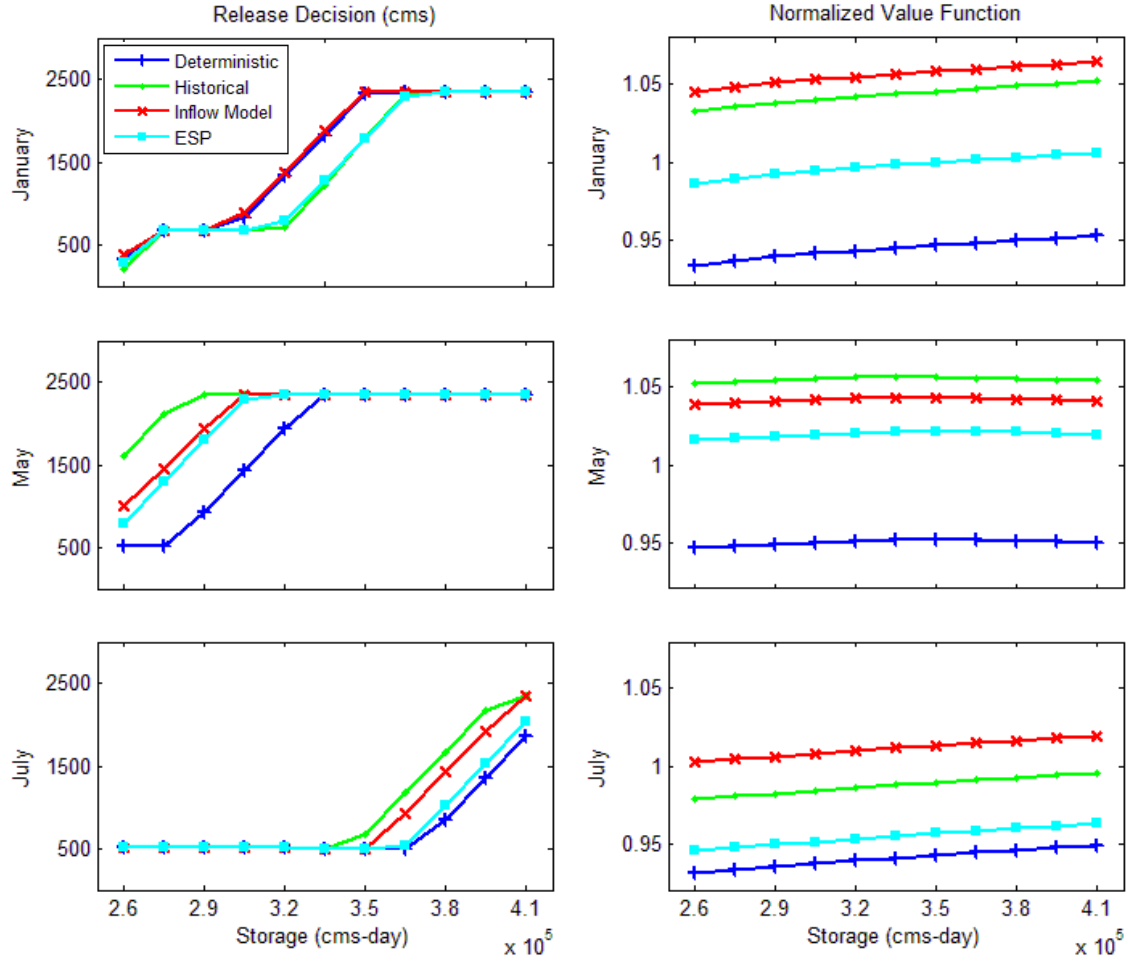 Release Decision (cms)
Normalized Value Function
Deterministic
Historical
Inflow Model
ESP
January
2500
1500
500
January
1.05
1
0.95
May
2500
1500
500
May
1.05
1
0.95
July
2500
1500
500
July
1.05
1
0.95
2.6 2.9 3.2 3.5 3.8 4.1
Storage (cms-day)
x 10^5
2.6 2.9 3.2 3.5 3.8 4.1
Storage (cms-day)
x 10^5